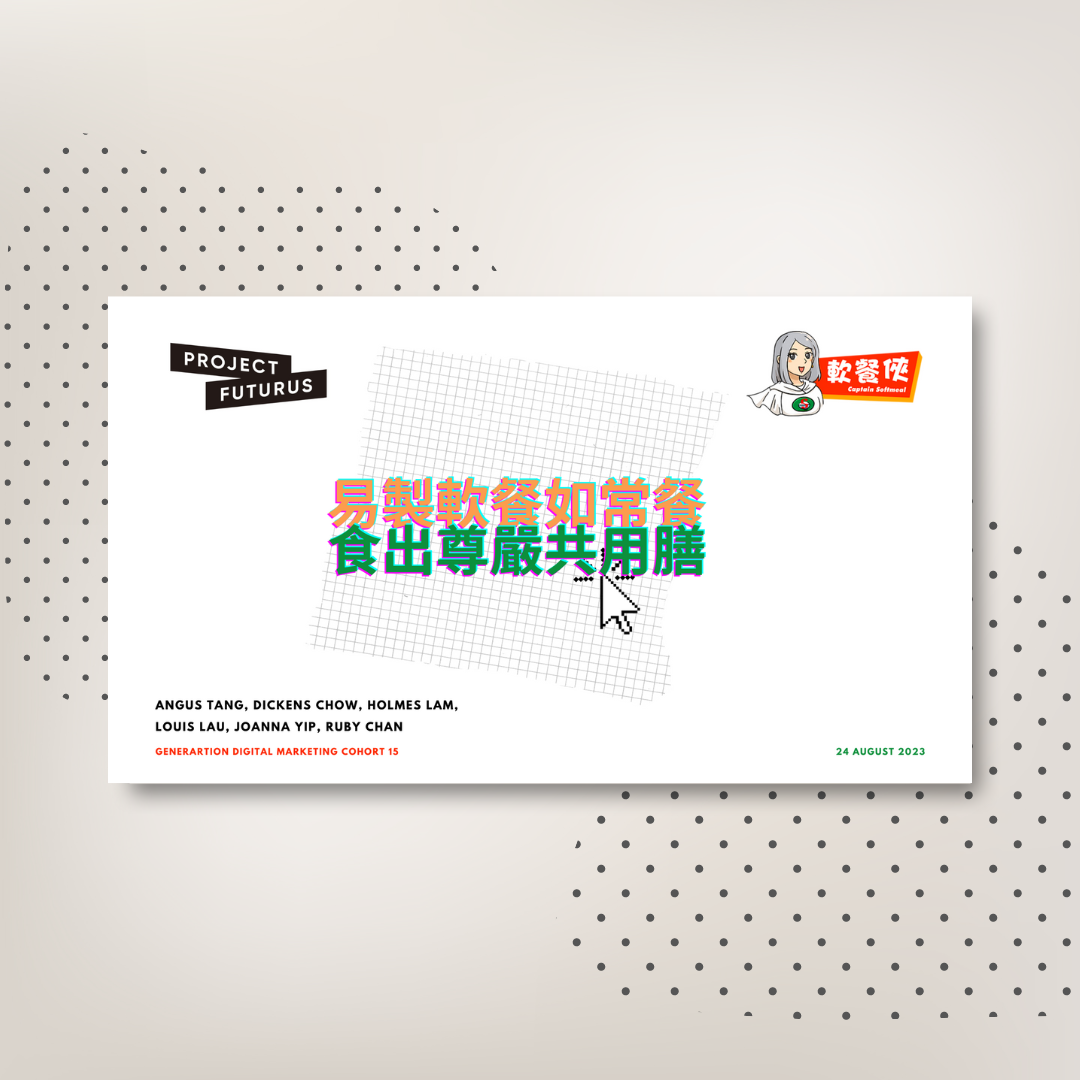 PROJECT
FUTURUS
軟餐俠
Captain Softmeal
易製軟餐如常餐
食出尊嚴共用膳
ANGUS TANG, DICKENS CHOW, HOLMES LAM,
LOUIS LAU, JOANNA YIP, RUBY CHAN
GENERARTION DIGITAL MARKETING COHORT 15
24 AUGUST 2023